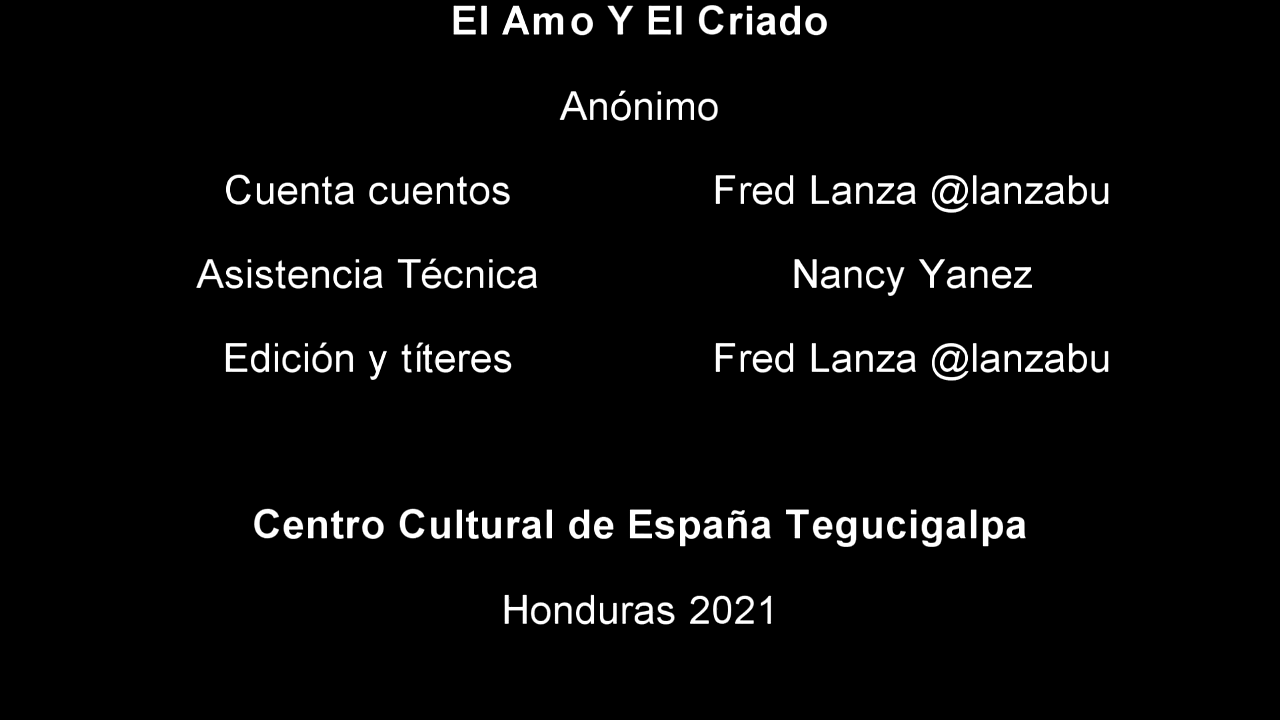 El Amo Y El Criado
Anónimo
Cuenta cuentos Fred Lanza @lanzabu
Asistencia Técnica Nancy Yanez
Edición y títeres Fred Lanza @lanzabu
Centro Cultural de España Tegucigalpa
Honduras 2021